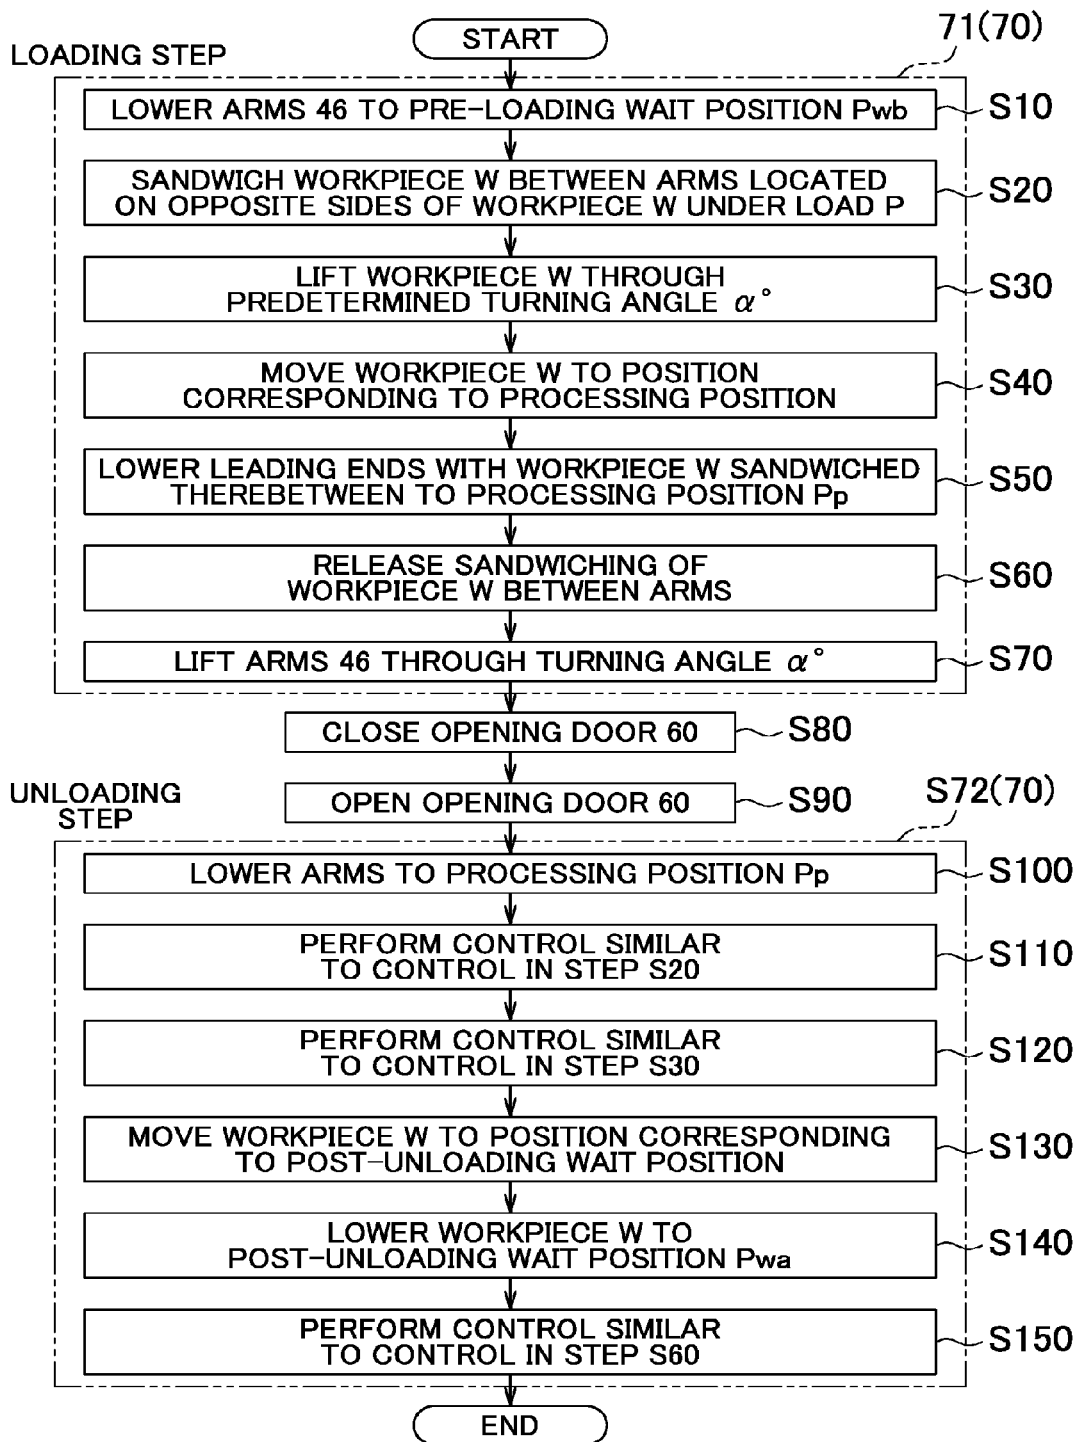 START
71(70)
LOADING STEP
LOWER ARMS 46 TO PRE-LOADING WAIT POSITION Pwb
S10
SANDWICH WORKPIECE W BETWEEN ARMS LOCATED
ON OPPOSITE SIDES OF WORKPIECE W UNDER LOAD P
S20
LIFT WORKPIECE W THROUGH
PREDETERMINED TURNING ANGLE α°
S30
MOVE WORKPIECE W TO POSITION
CORRESPONDING TO PROCESSING POSITION
S40
LOWER LEADING ENDS WITH WORKPIECE W SANDWICHED
THEREBETWEEN TO PROCESSING POSITION Pp
S50
RELEASE SANDWICHING OF
WORKPIECE W BETWEEN ARMS
S60
LIFT ARMS 46 THROUGH TURNING ANGLE α°
S70
CLOSE OPENING DOOR 60
S80
OPEN OPENING DOOR 60
S90
UNLOADING
STEP
S72(70)
LOWER ARMS TO PROCESSING POSITION Pp
S100
PERFORM CONTROL SIMILAR
TO CONTROL IN STEP S20
S110
PERFORM CONTROL SIMILAR
TO CONTROL IN STEP S30
S120
MOVE WORKPIECE W TO POSITION CORRESPONDING
TO POST-UNLOADING WAIT POSITION
S130
LOWER WORKPIECE W TO
POST-UNLOADING WAIT POSITION Pwa
S140
PERFORM CONTROL SIMILAR
TO CONTROL IN STEP S60
S150
END